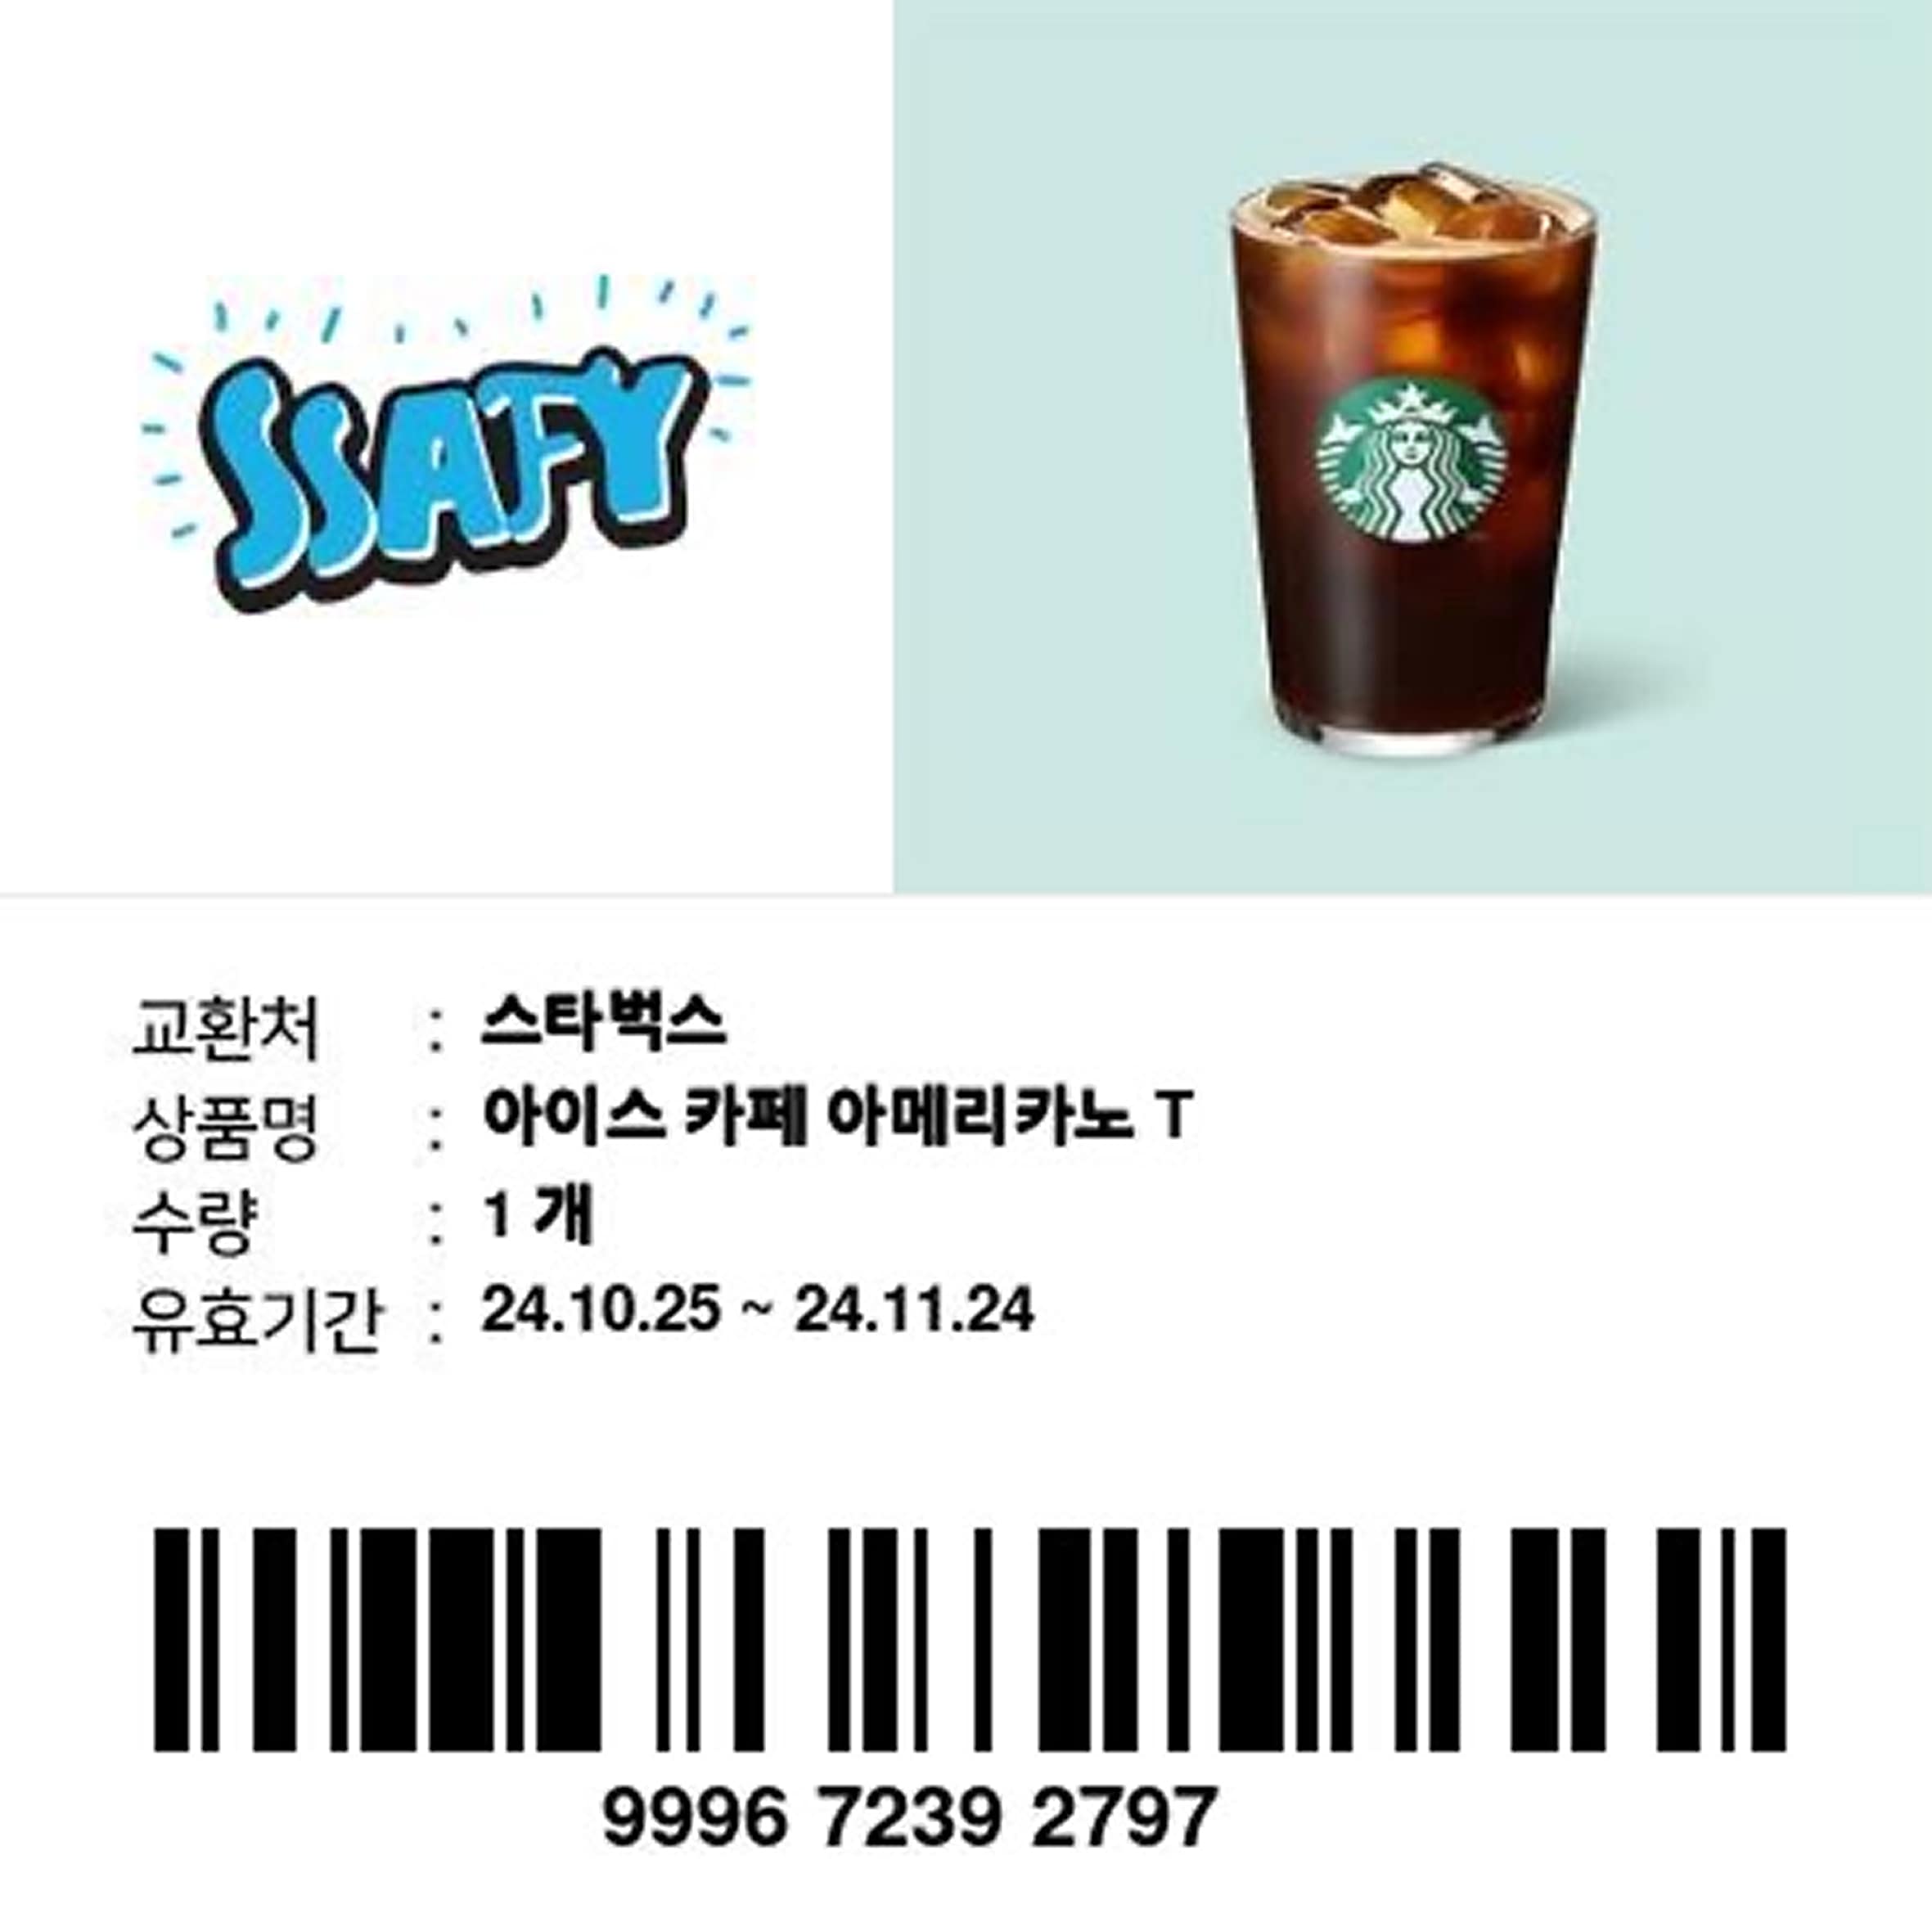 SSAFY
교환처 : 스타벅스
상품명 : 아이스 카페 아메리카노 T
수량 : 1 개
유효기간 : 24.10.25 ~ 24.11.24
9996 7239 2797